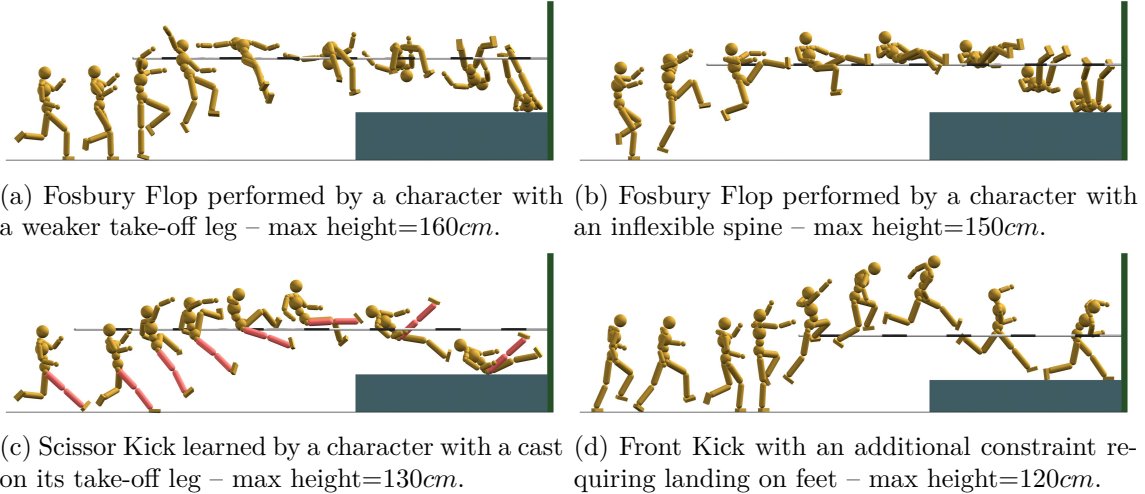 (a) Fosbury Flop performed by a character with
a weaker take-off leg – max height=160cm.
(b) Fosbury Flop performed by a character with
an inflexible spine – max height=150cm.
(c) Scissor Kick learned by a character with a cast
on its take-off leg – max height=130cm.
(d) Front Kick with an additional constraint re-
quiring landing on feet – max height=120cm.